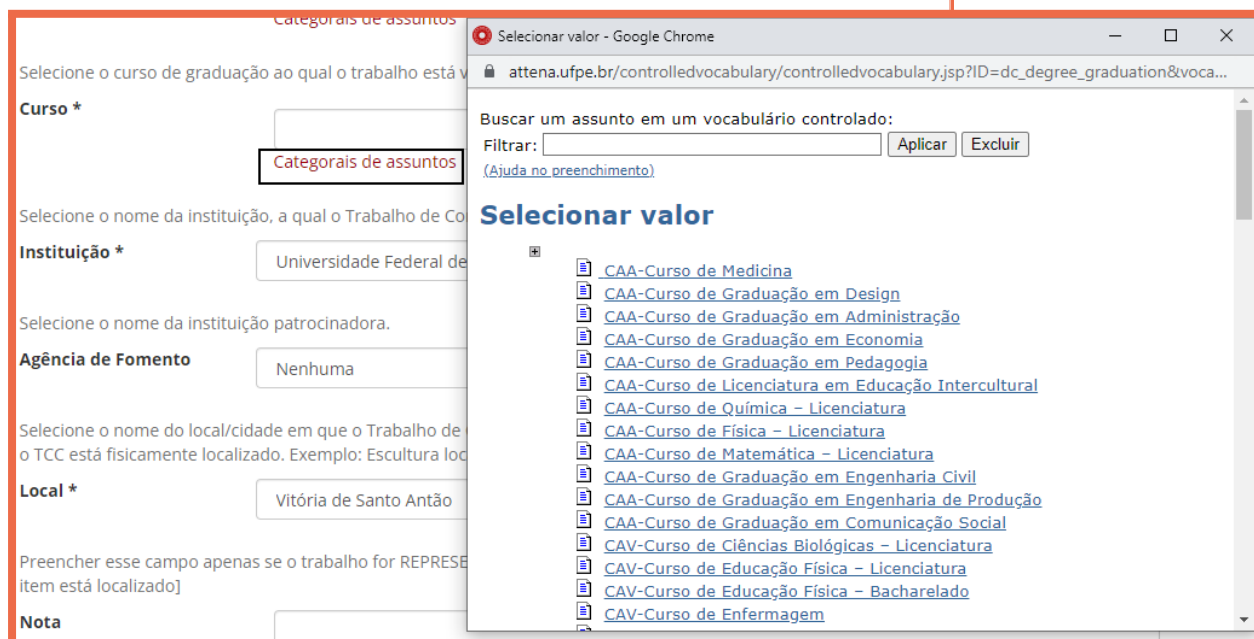 Categorais de assuntos
Selecione o curso de graduação ao qual o trabalho está v
Curso *
Categorais de assuntos
Selecione o nome da instituição, a qual o Trabalho de Co
Instituição *
Universidade Federal de
Selecione o nome da instituição patrocinadora.
Agência de Fomento
Nenhuma
Selecione o nome do local/cidade em que o Trabalho de
o TCC está fisicamente localizado. Exemplo: Escultura loc
Local *
Vitória de Santo Antão
Preencher esse campo apenas se o trabalho for REPRESE
item está localizado]
Nota
Selecionar valor - Google Chrome
attena.ufpe.br/controlledvocabulary/controlledvocabulary.jsp?ID=dc_degree_graduation&voca...
Buscar um assunto em um vocabulário controlado:
Filtrar: Aplicar Excluir
(Ajuda no preenchimento)
Selecionar valor
CAA-Curso de Medicina
CAA-Curso de Graduação em Design
CAA-Curso de Graduação em Administração
CAA-Curso de Graduação em Economia
CAA-Curso de Graduação em Pedagogia
CAA-Curso de Licenciatura em Educação Intercultural
CAA-Curso de Química – Licenciatura
CAA-Curso de Física – Licenciatura
CAA-Curso de Matemática – Licenciatura
CAA-Curso de Graduação em Engenharia Civil
CAA-Curso de Graduação em Engenharia de Produção
CAA-Curso de Graduação em Comunicação Social
CAV-Curso de Ciências Biológicas – Licenciatura
CAV-Curso de Educação Física – Licenciatura
CAV-Curso de Educação Física – Bacharelado
CAV-Curso de Enfermagem